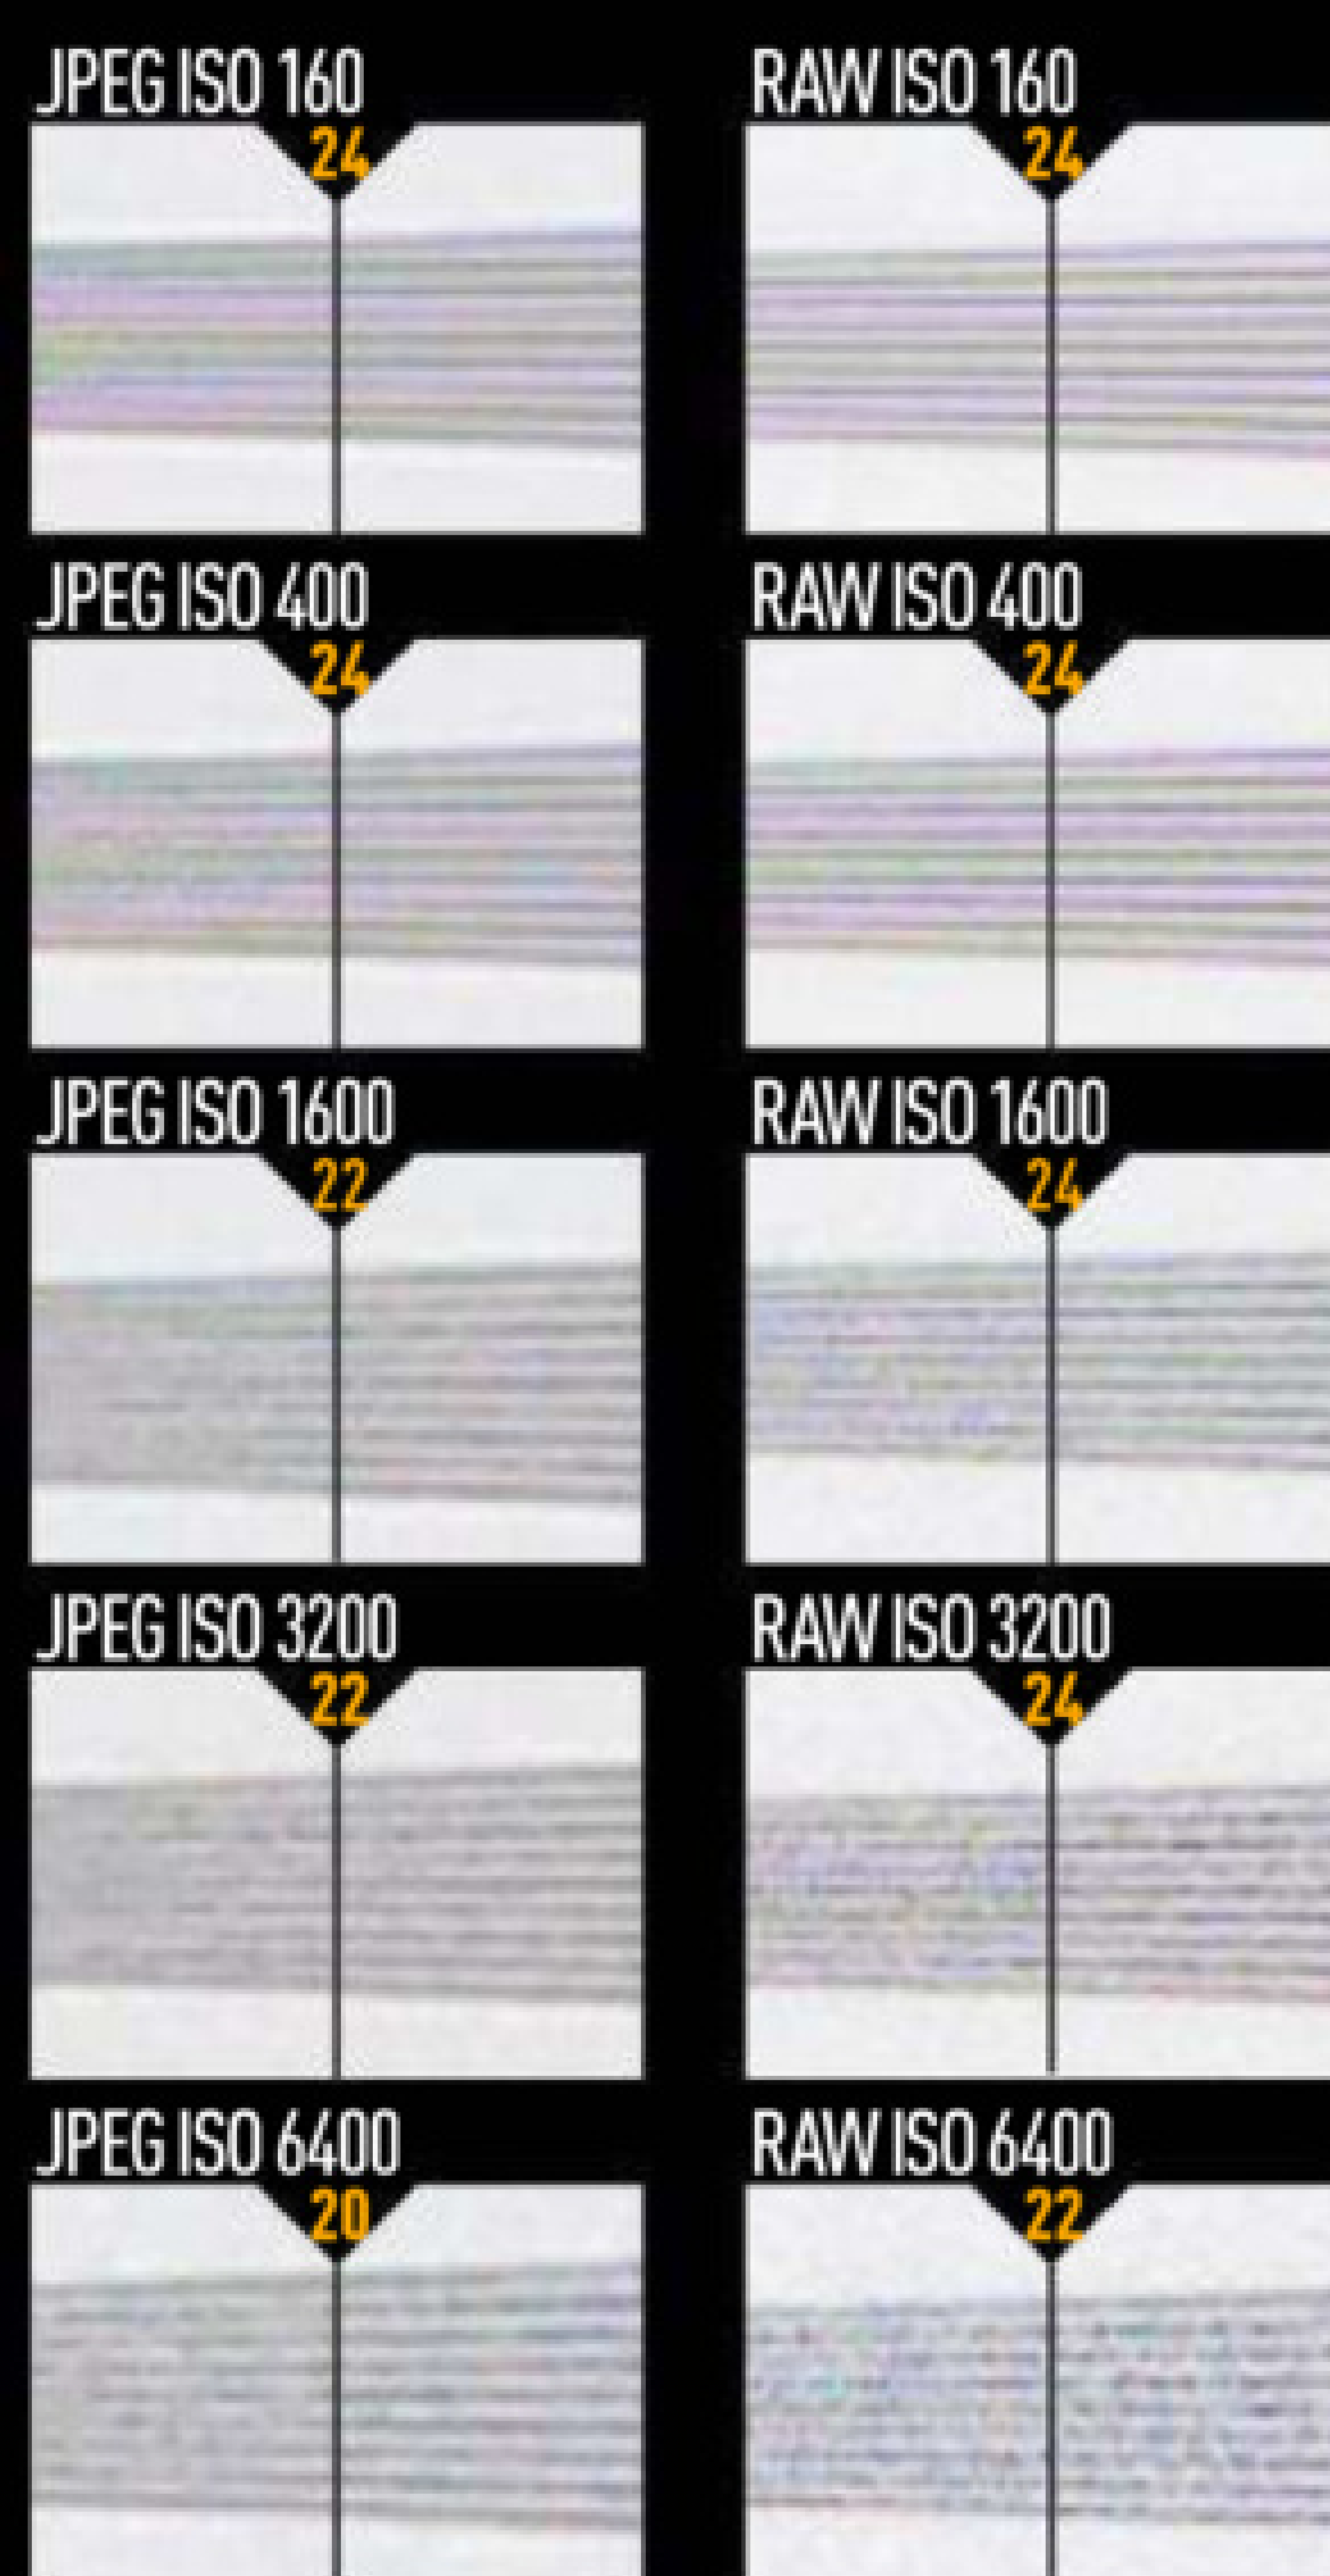 JPEG ISO 160
24
RAW ISO 160
24
JPEG ISO 400
24
RAW ISO 400
24
JPEG ISO 1600
22
RAW ISO 1600
24
JPEG ISO 3200
22
RAW ISO 3200
24
JPEG ISO 6400
20
RAW ISO 6400
22